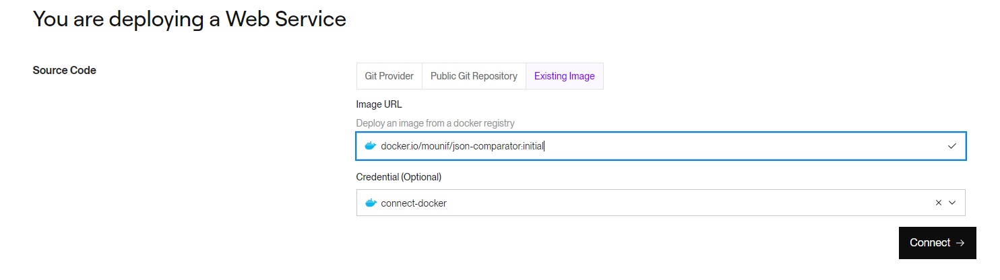 You are deploying a Web Service
Source Code
Git Provider Public Git Repository Existing Image
Image URL
Deploy an image from a docker registry
docker.io/mounif/json-comparator:initial
Credential (Optional)
connect-docker
Connect →